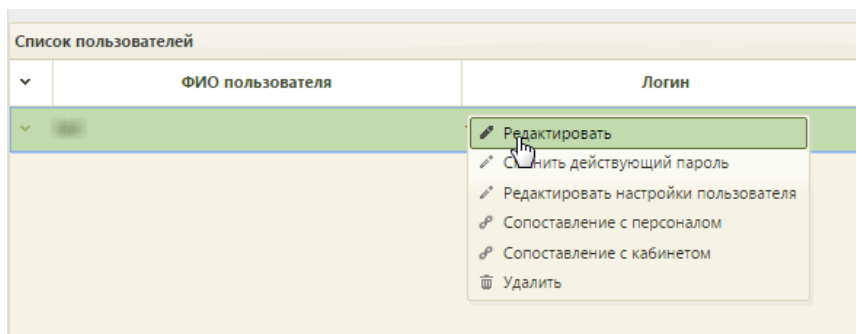 Список пользователей
ФИО пользователя Логин
Редактировать
действующий пароль
Редактировать настройки пользователя
Сопоставление с персоналом
Сопоставление с кабинетом
Удалить